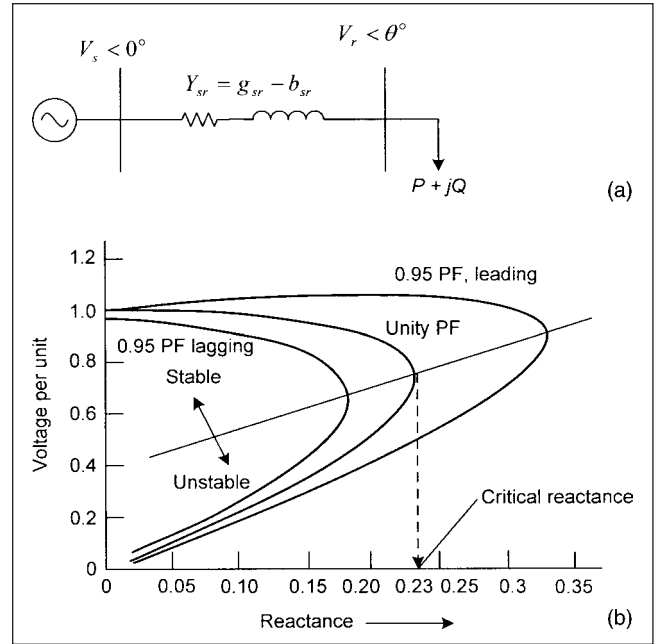 V_s < 0°
V_r < θ°
Y_sr = g_sr − b_sr
P + jQ
(a)
Voltage per unit
1.2
1.0
0.8
0.6
0.4
0.2
0
0.95 PF, leading
Unity PF
0.95 PF lagging
Stable
Unstable
Critical reactance
0 0.05 0.10 0.15 0.20 0.23 0.25 0.3 0.35
Reactance
(b)